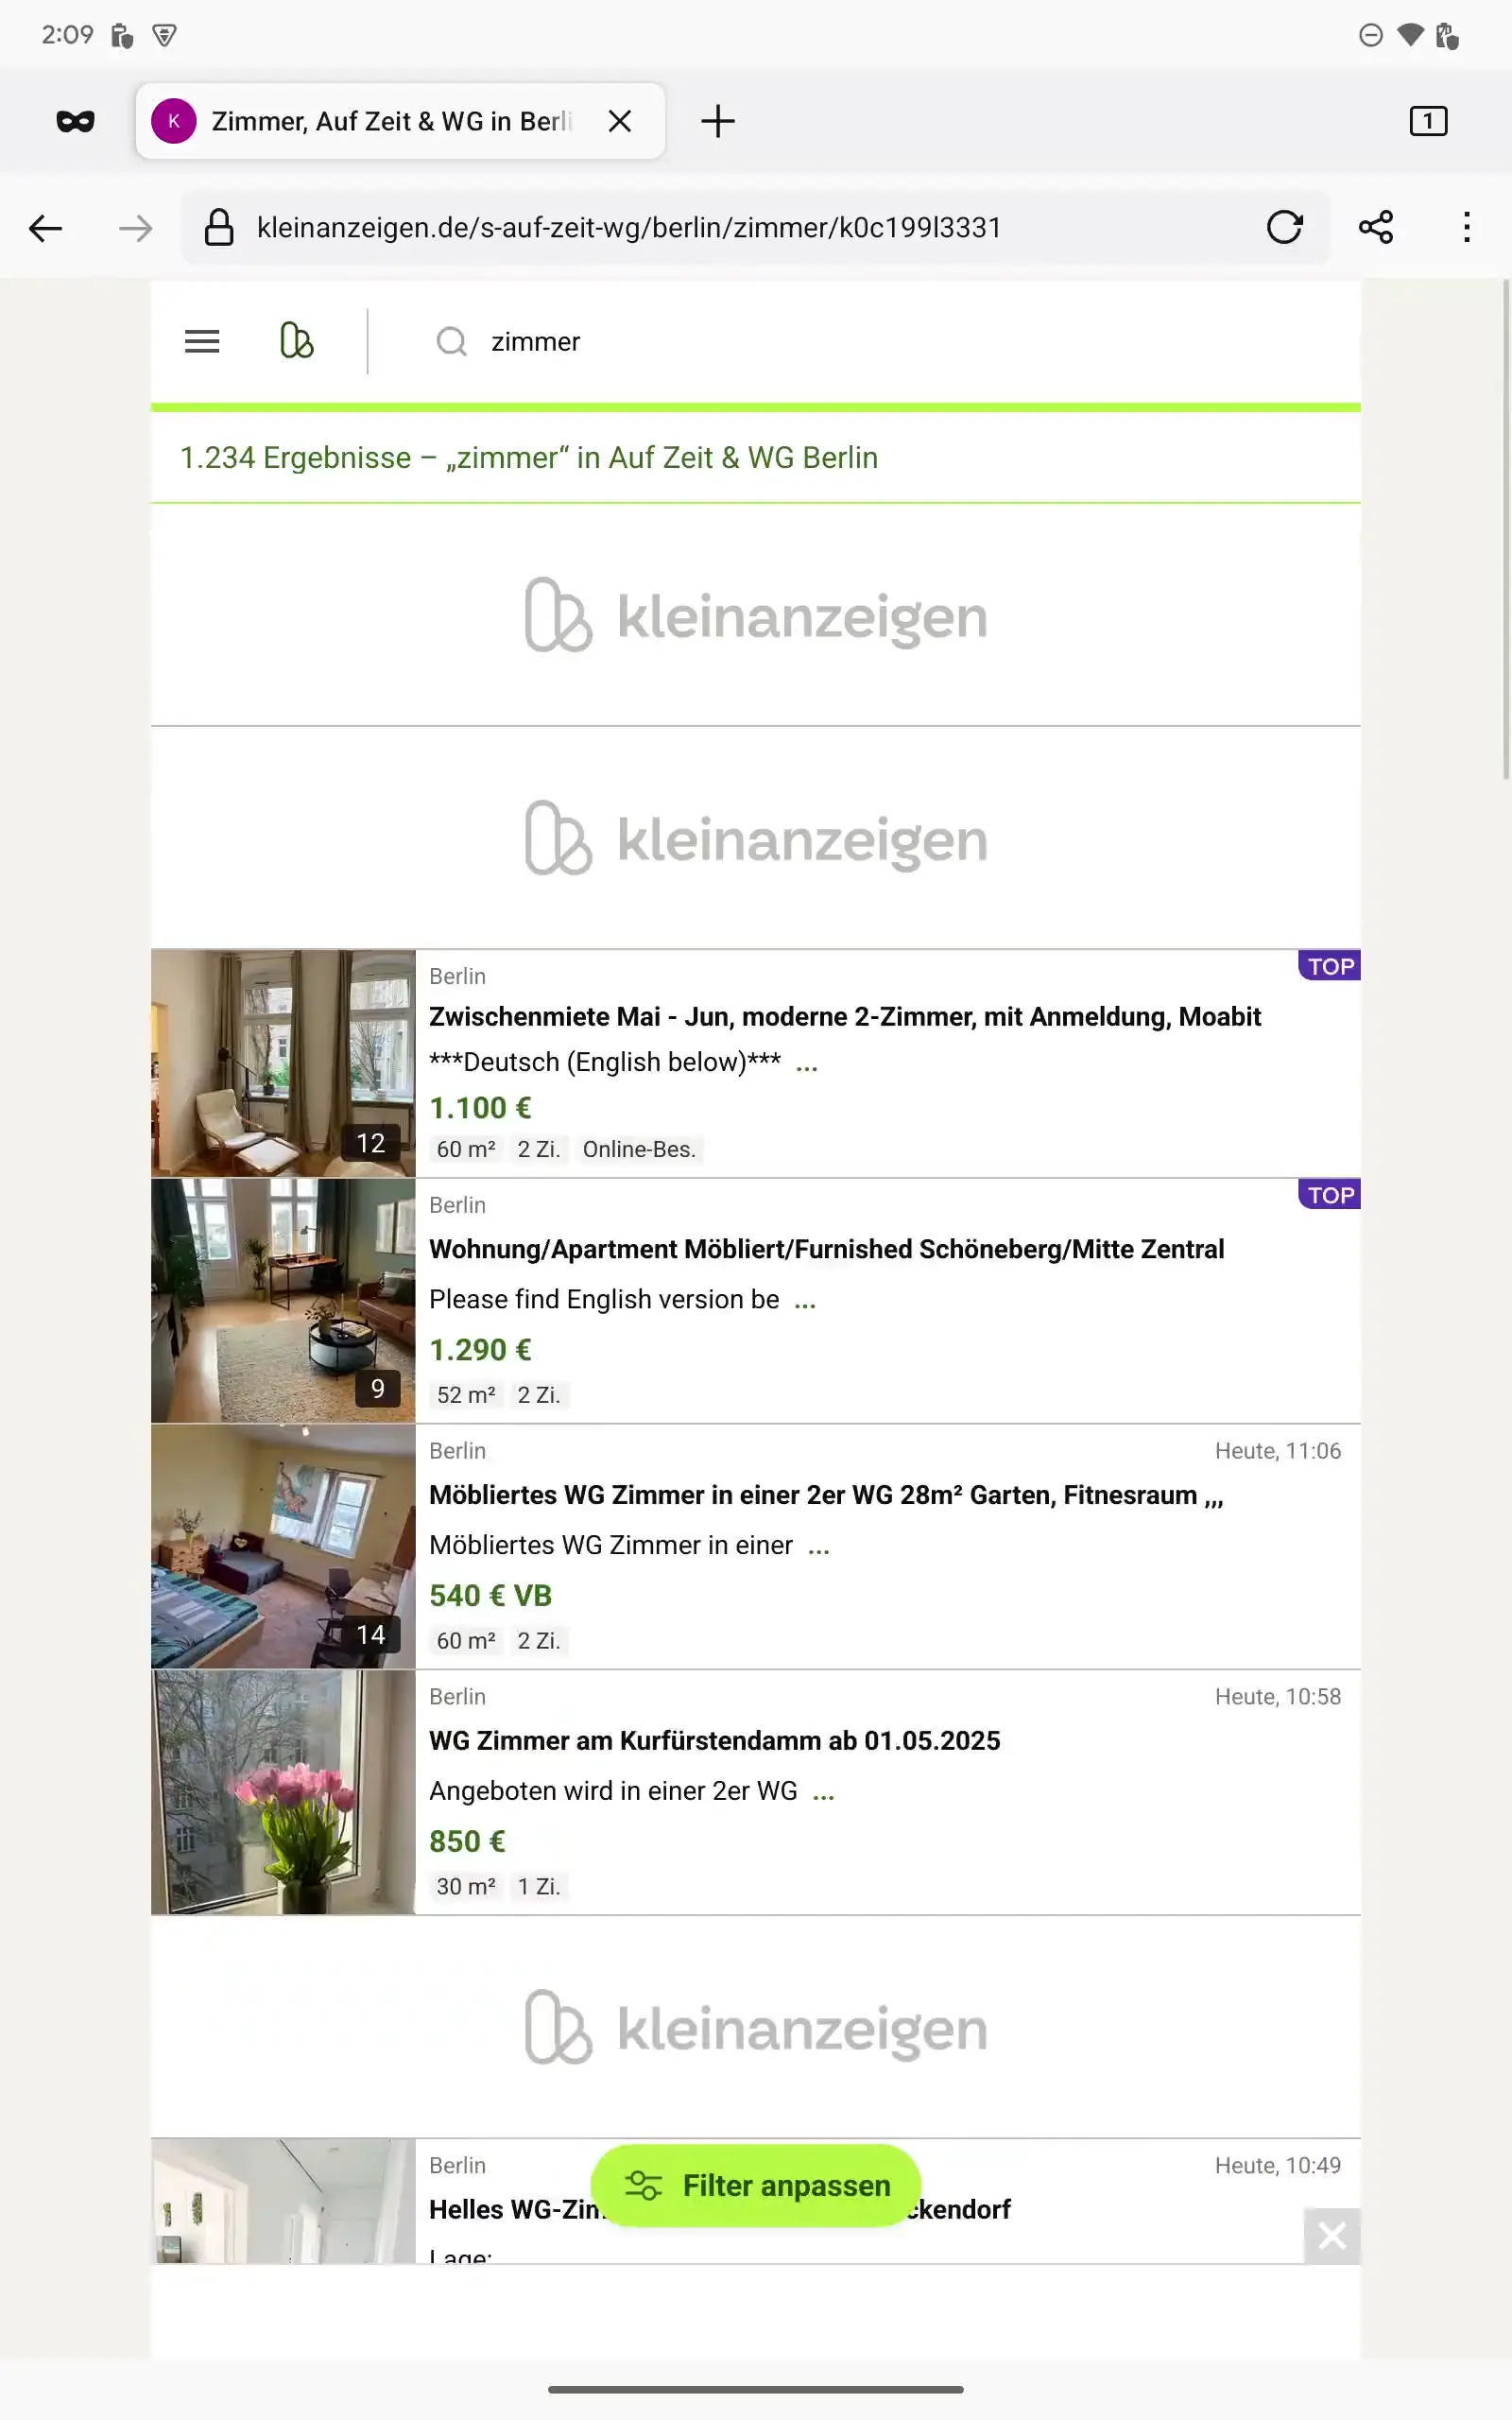 2:09
K Zimmer, Auf Zeit & WG in Berli
1
kleinanzeigen.de/s-auf-zeit-wg/berlin/zimmer/k0c199l3331
zimmer
1.234 Ergebnisse – „zimmer“ in Auf Zeit & WG Berlin
kleinanzeigen
kleinanzeigen
Berlin
TOP
Zwischenmiete Mai - Jun, moderne 2-Zimmer, mit Anmeldung, Moabit
***Deutsch (English below)*** ...
1.100 €
12
60 m² 2 Zi. Online-Bes.
Berlin
TOP
Wohnung/Apartment Möbliert/Furnished Schöneberg/Mitte Zentral
Please find English version be ...
1.290 €
9
52 m² 2 Zi.
Berlin
Heute, 11:06
Möbliertes WG Zimmer in einer 2er WG 28m² Garten, Fitnesraum ,,,
Möbliertes WG Zimmer in einer ...
540 € VB
14
60 m² 2 Zi.
Berlin
Heute, 10:58
WG Zimmer am Kurfürstendamm ab 01.05.2025
Angeboten wird in einer 2er WG ...
850 €
30 m² 1 Zi.
kleinanzeigen
Berlin
Heute, 10:49
Filter anpassen
Helles WG-Zim ckendorf
Lage: